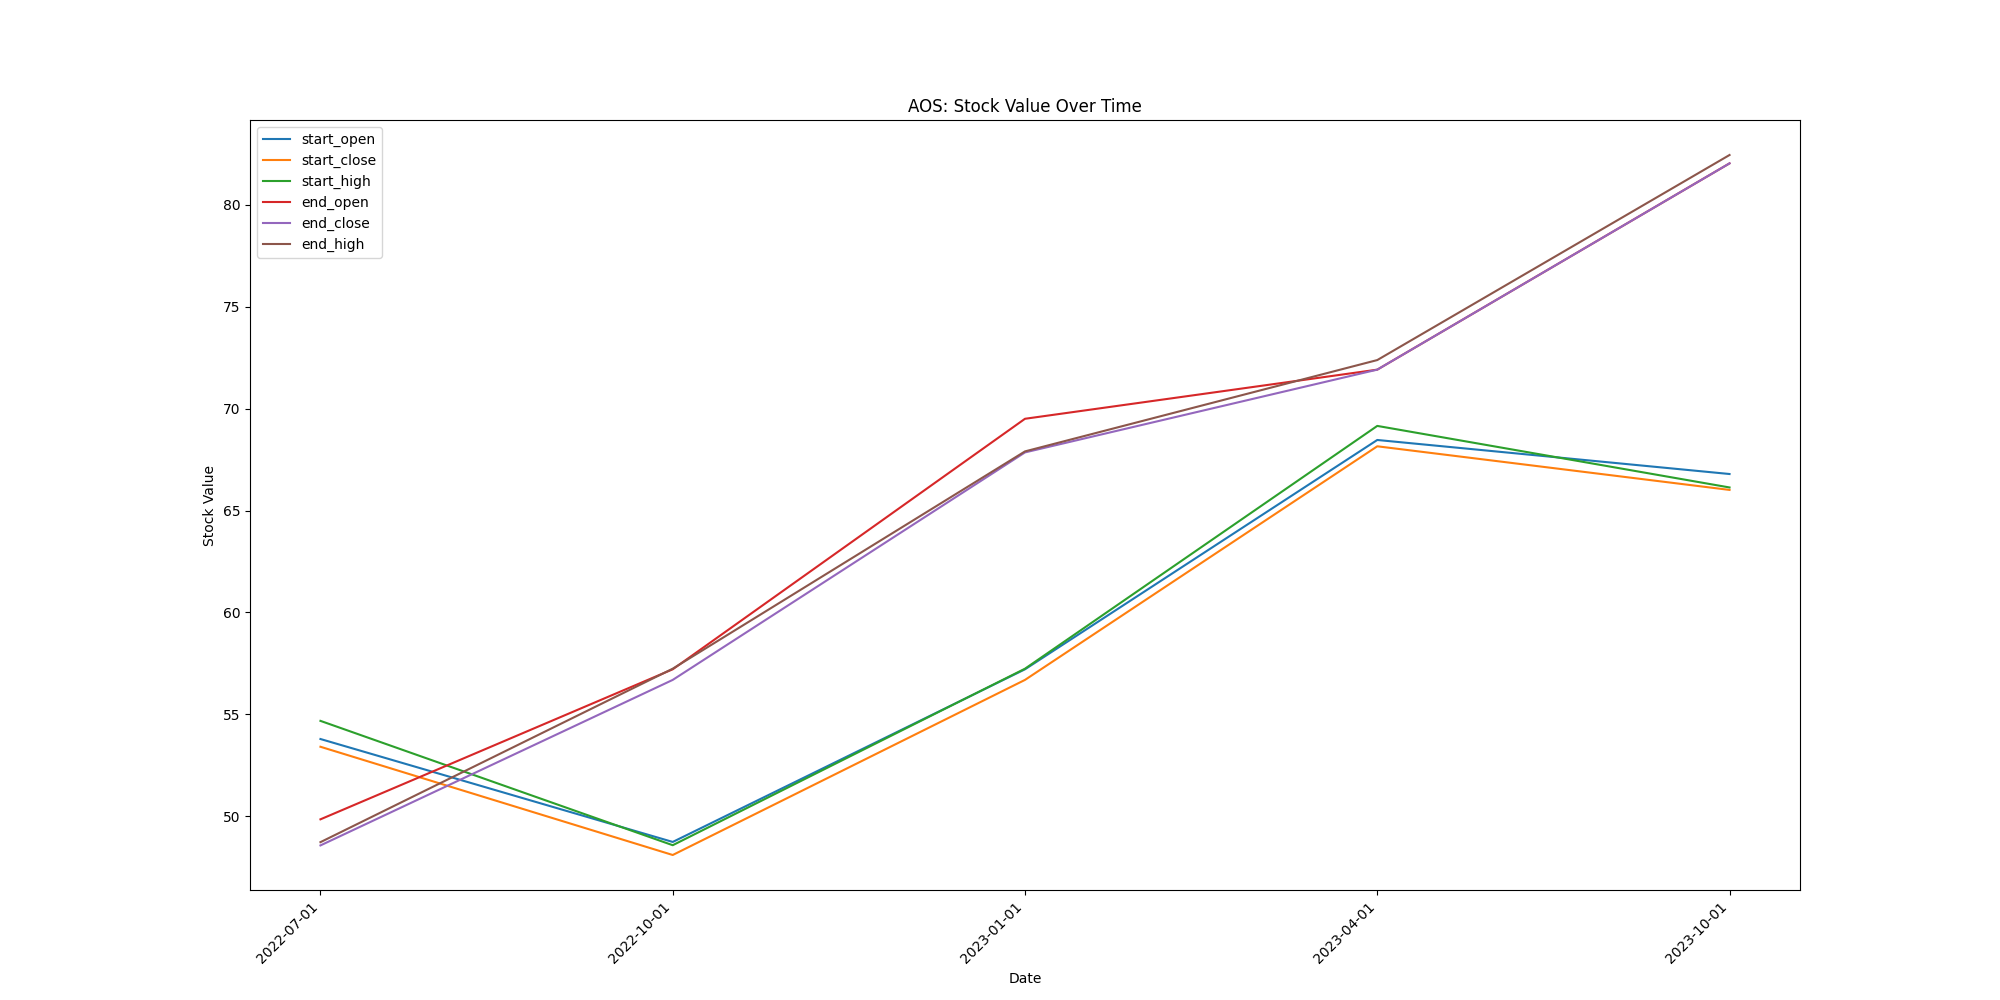 AOS: Stock Value Over Time
start_open
start_close
start_high
end_open
end_close
end_high
80
75
70
65
60
55
50
Stock Value
2022-07-01
2022-10-01
2023-01-01
2023-04-01
2023-10-01
Date